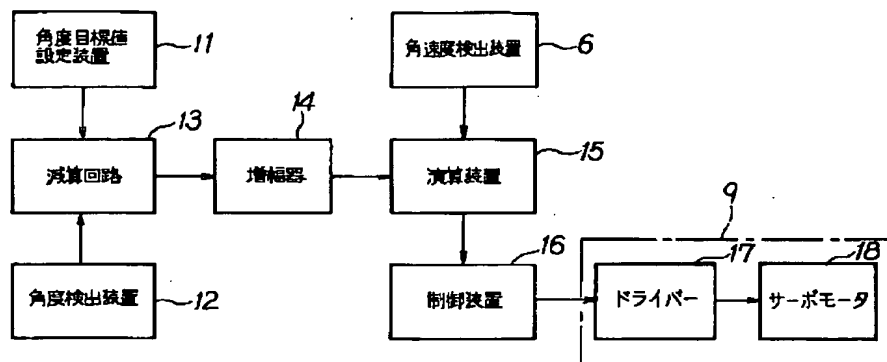 角度目標値
設定装置
11
角速度検出装置
6
減算回路
13
増幅器
14
演算装置
15
角度検出装置
12
制御装置
16
9
ドライバー
17
サーボモータ
18